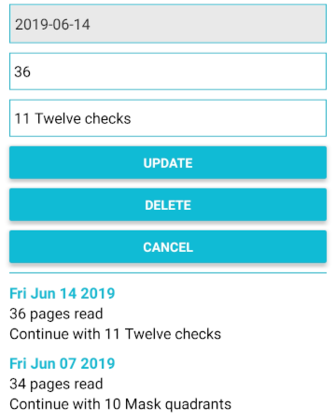 2019-06-14
36
11 Twelve checks
UPDATE
DELETE
CANCEL
Fri Jun 14 2019
36 pages read
Continue with 11 Twelve checks
Fri Jun 07 2019
34 pages read
Continue with 10 Mask quadrants